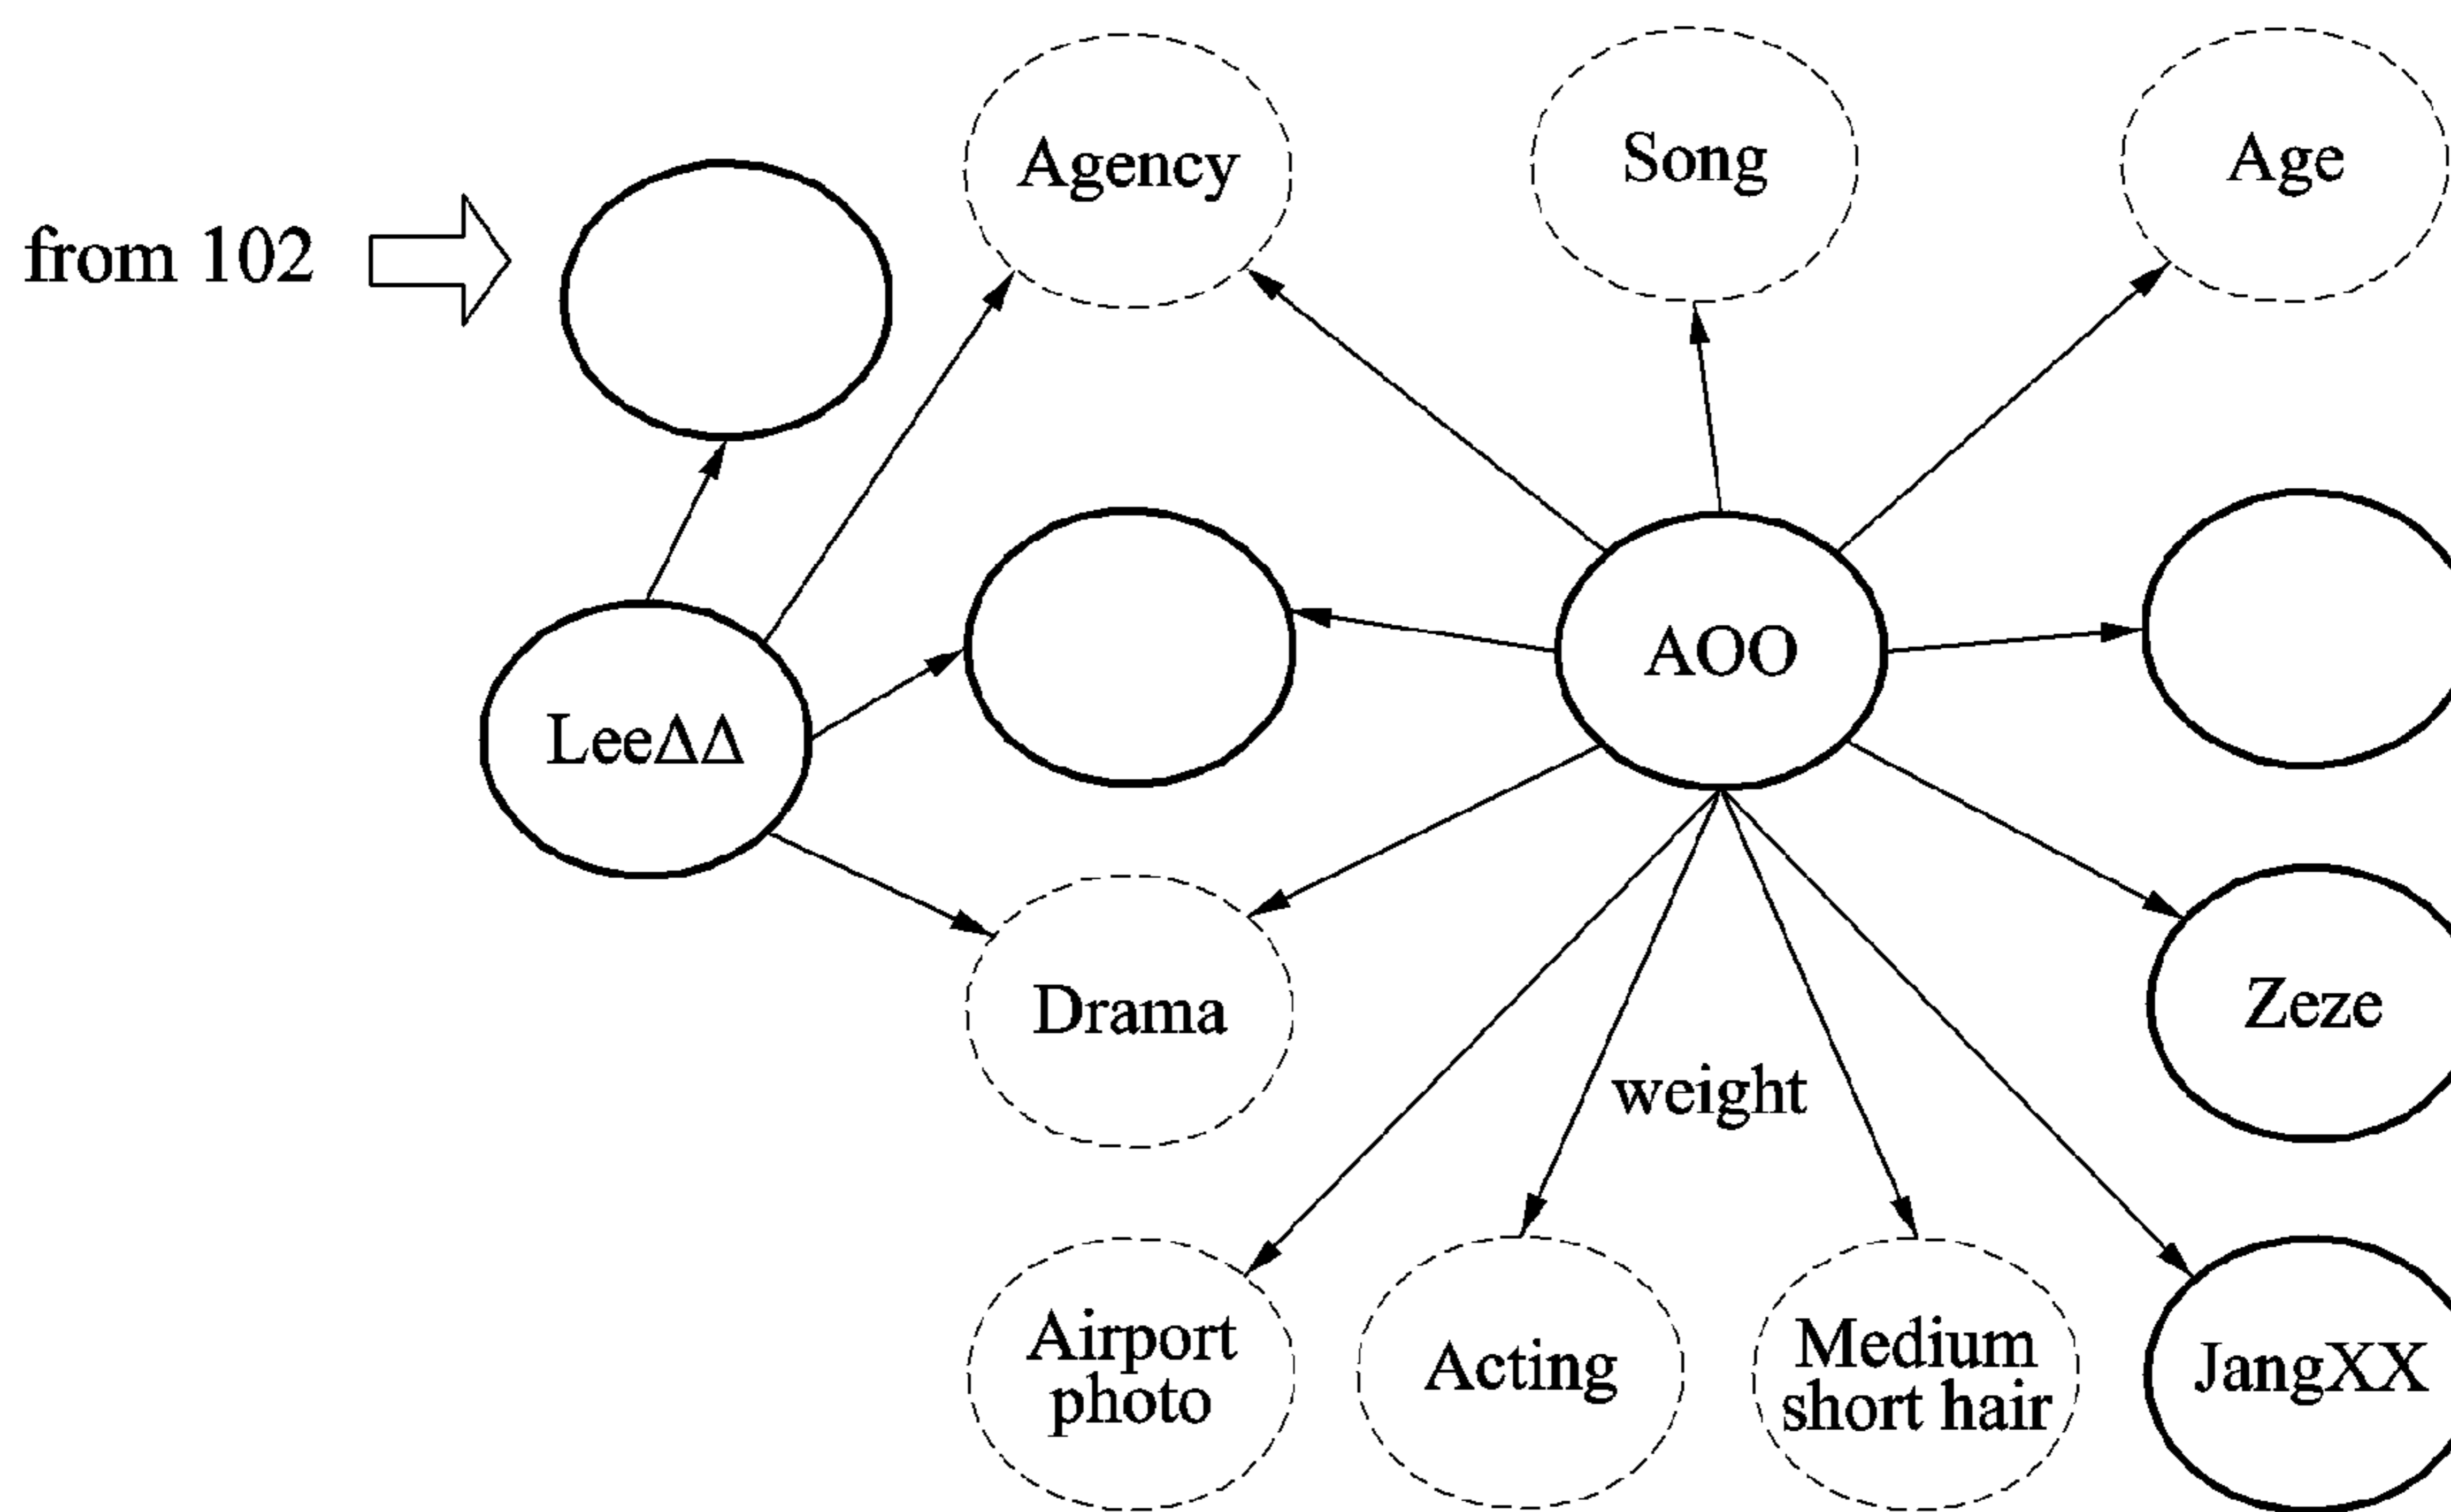 Agency
Song
Age
from 102
AOO
LeeΔΔ
Drama
Zeze
weight
Airport
photo
Acting
Medium
short hair
JangXX